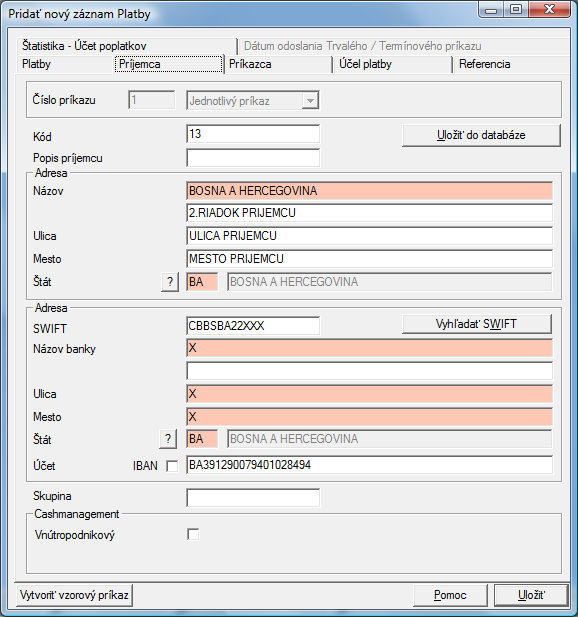 Pridať nový záznam Platby
Štatistika - Účet poplatkov
Dátum odoslania Trvalého / Termínového príkazu
Platby
Príjemca
Príkazca
Účel platby
Referencia
Číslo príkazu 1 Jednotlivý príkaz
Kód 13 Uložiť do databáze
Popis príjemcu
Adresa
Názov BOSNA A HERCEGOVINA
2.RIADOK PRIJEMCU
Ulica ULICA PRIJEMCU
Mesto MESTO PRIJEMCU
Štát ? BA BOSNA A HERCEGOVINA
Adresa
SWIFT CBBSBA22XXX Vyhľadať SWIFT
Názov banky X
Ulica X
Mesto X
Štát ? BA BOSNA A HERCEGOVINA
Účet IBAN BA391290079401028494
Skupina
Cashmanagement
Vnútropodnikový
Vytvoriť vzorový príkaz Pomoc Uložiť